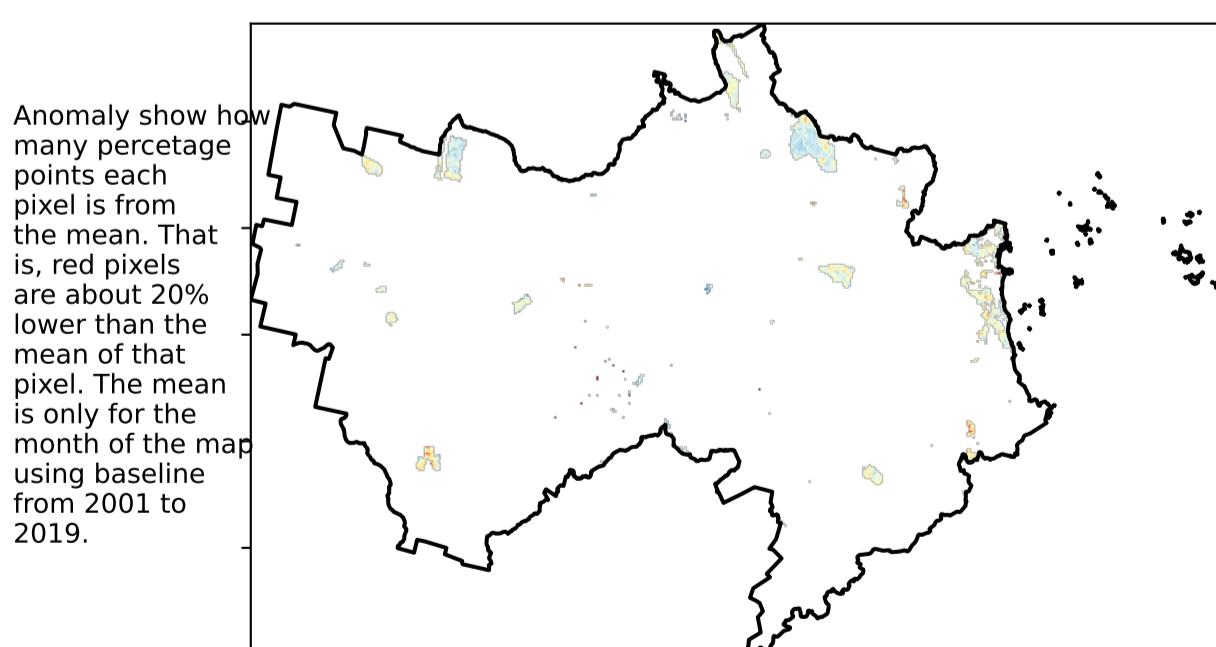 Anomaly show how
many percetage
points each
pixel is from
the mean. That
is, red pixels
are about 20%
lower than the
mean of that
pixel. The mean
is only for the
month of the map
using baseline
from 2001 to
2019.